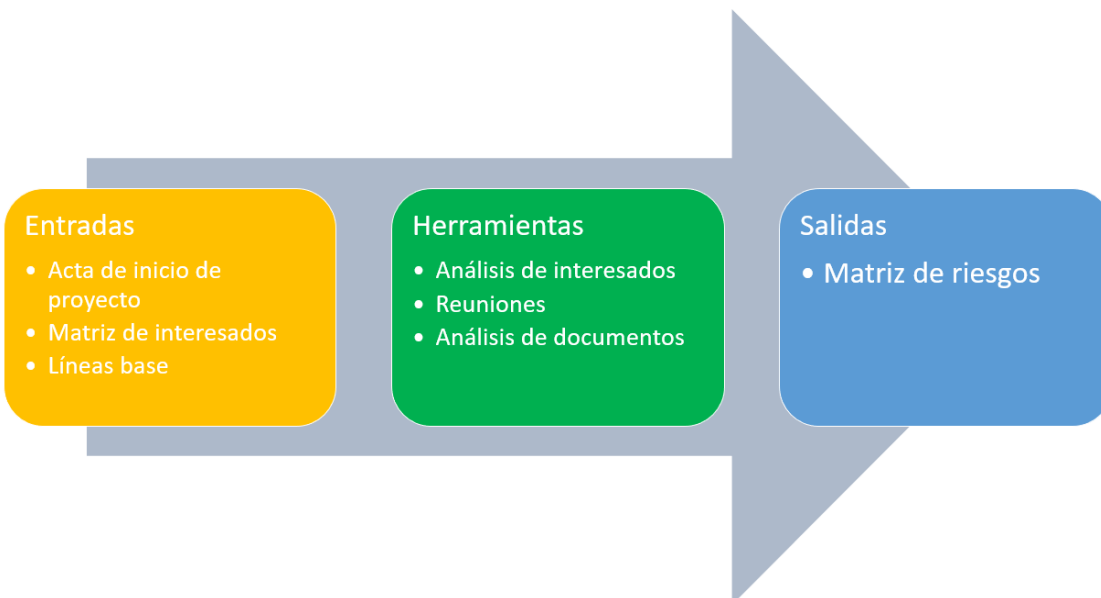 Entradas
• Acta de inicio de
proyecto
• Matriz de interesados
• Líneas base
Herramientas
• Análisis de interesados
• Reuniones
• Análisis de documentos
Salidas
• Matriz de riesgos